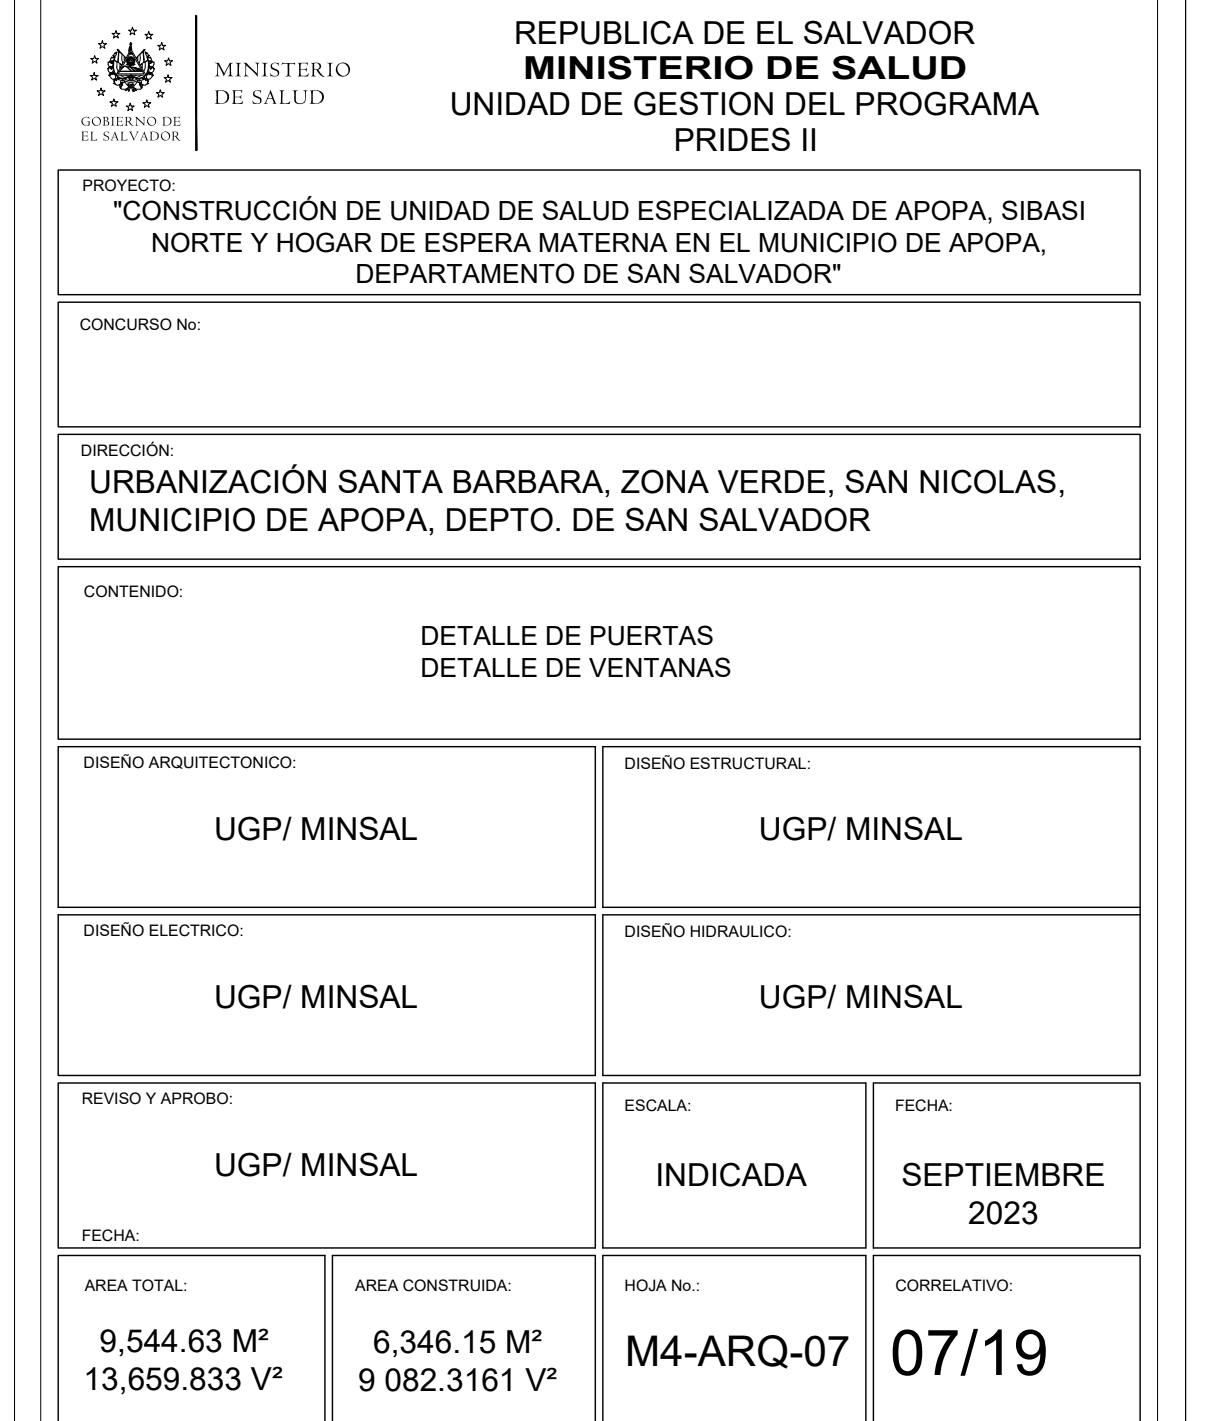 GOBIERNO DE
EL SALVADOR
MINISTERIO
DE SALUD
REPUBLICA DE EL SALVADOR
MINISTERIO DE SALUD
UNIDAD DE GESTION DEL PROGRAMA
PRIDES II
PROYECTO:
"CONSTRUCCIÓN DE UNIDAD DE SALUD ESPECIALIZADA DE APOPA, SIBASI
NORTE Y HOGAR DE ESPERA MATERNA EN EL MUNICIPIO DE APOPA,
DEPARTAMENTO DE SAN SALVADOR"
CONCURSO No:
DIRECCIÓN:
URBANIZACIÓN SANTA BARBARA, ZONA VERDE, SAN NICOLAS,
MUNICIPIO DE APOPA, DEPTO. DE SAN SALVADOR
CONTENIDO:
DETALLE DE PUERTAS
DETALLE DE VENTANAS
DISEÑO ARQUITECTONICO:
UGP/ MINSAL
DISEÑO ESTRUCTURAL:
UGP/ MINSAL
DISEÑO ELECTRICO:
UGP/ MINSAL
DISEÑO HIDRAULICO:
UGP/ MINSAL
REVISO Y APROBO:
UGP/ MINSAL
FECHA:
ESCALA:
INDICADA
FECHA:
SEPTIEMBRE
2023
AREA TOTAL:
9,544.63 M²
13,659.833 V²
AREA CONSTRUIDA:
6,346.15 M²
9 082.3161 V²
HOJA No.:
M4-ARQ-07
CORRELATIVO:
07/19